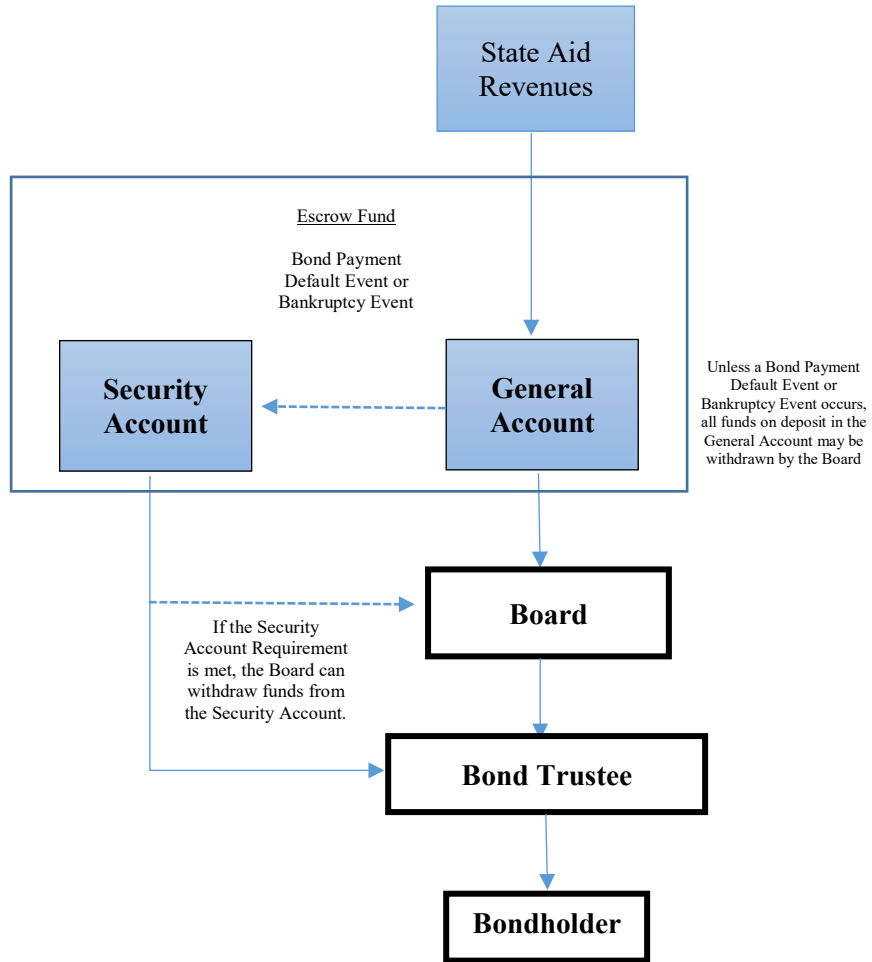 State Aid
Revenues
Escrow Fund
Bond Payment
Default Event or
Bankruptcy Event
Security
Account
General
Account
Unless a Bond Payment
Default Event or
Bankruptcy Event occurs,
all funds on deposit in the
General Account may be
withdrawn by the Board
Board
If the Security
Account Requirement
is met, the Board can
withdraw funds from
the Security Account.
Bond Trustee
Bondholder